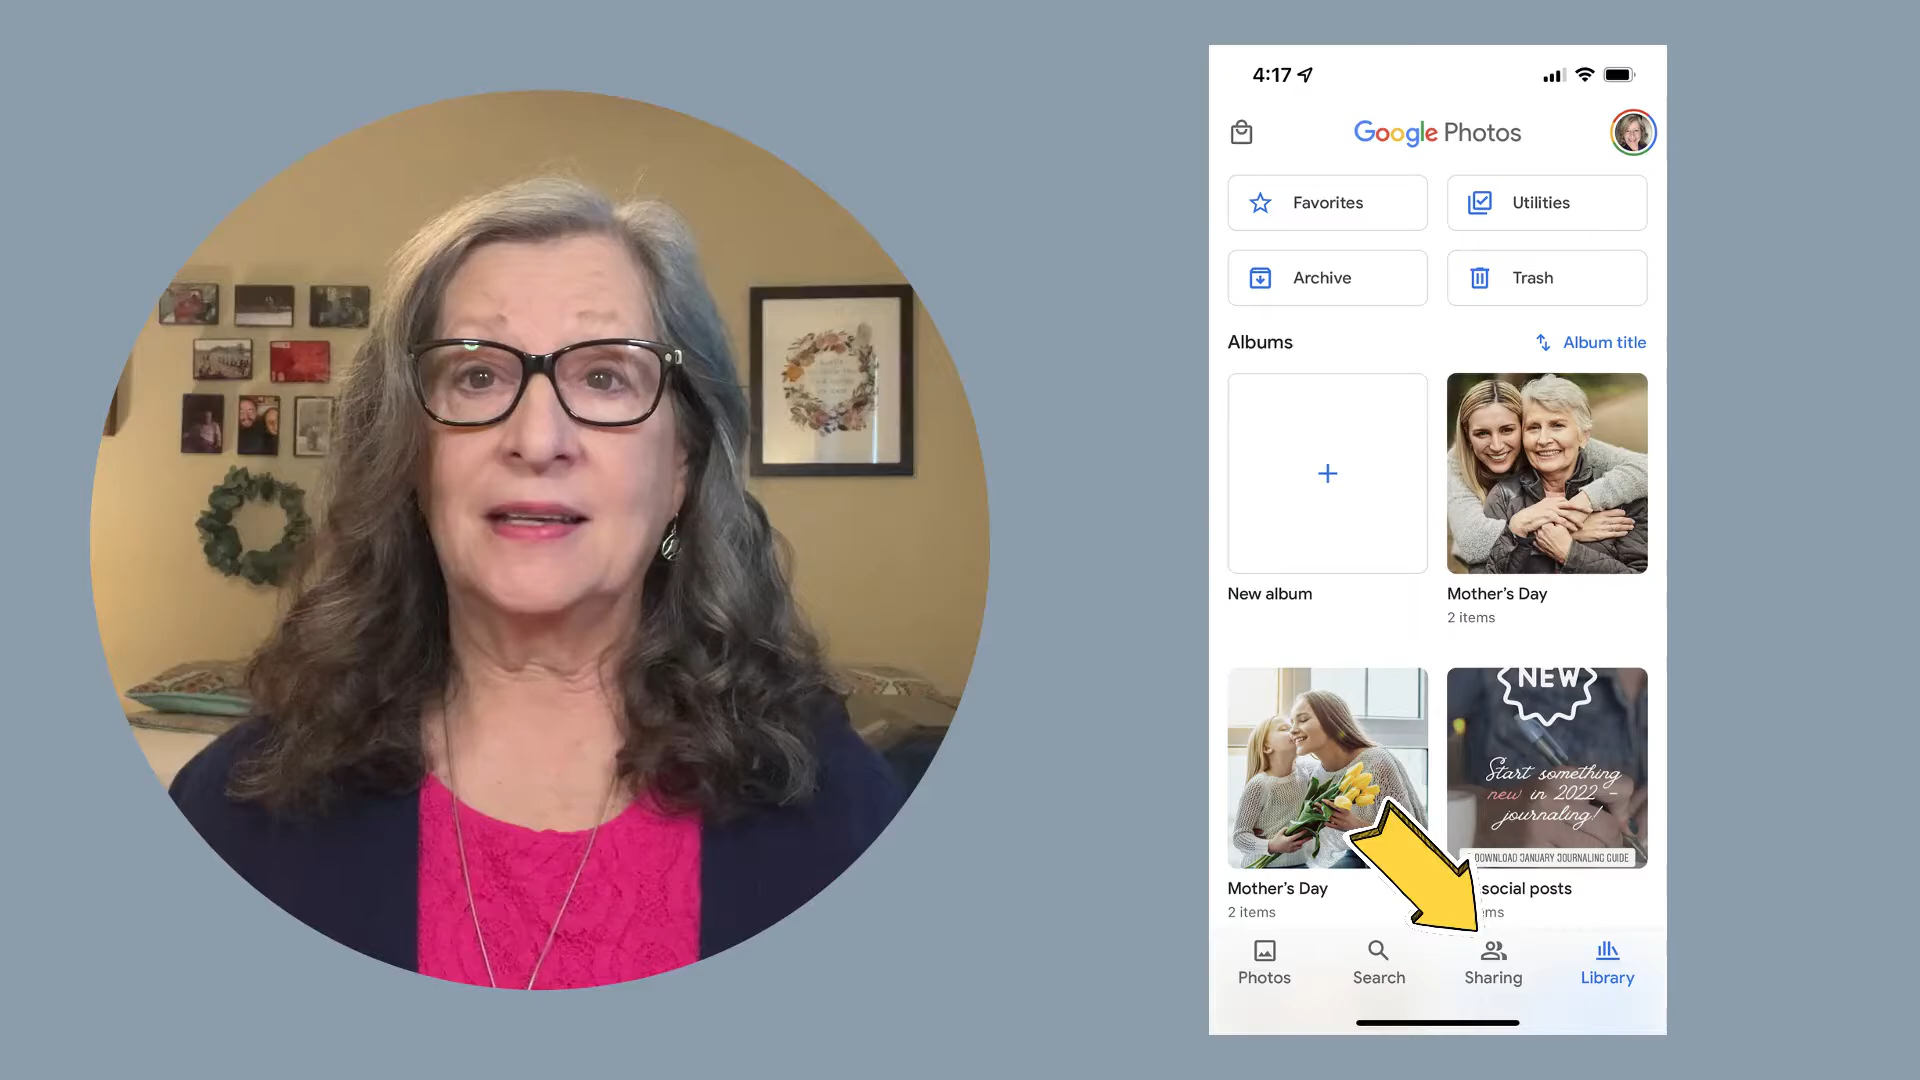 4:17
Google Photos
Favorites
Utilities
Archive
Trash
Albums
Album title
New album
Mother’s Day
2 items
NEW
Start something
new in 2022 –
journaling!
DOWNLOAD JANUARY JOURNALING GUIDE
Mother’s Day
2 items
social posts
ms
Photos
Search
Sharing
Library